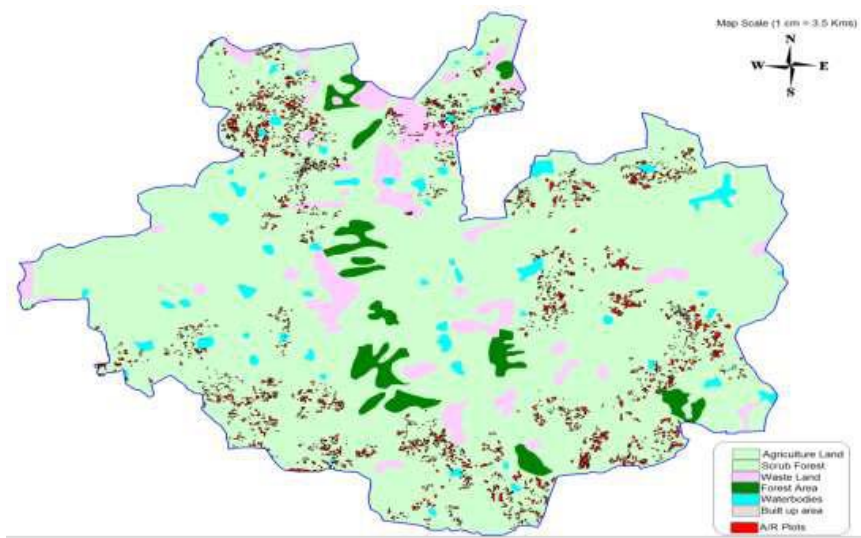 Map Scale (1 cm = 3.5 Kms)
N
W E
S
Agriculture Land
Scrub Forest
Waste Land
Forest Area
Waterbodies
Built up area
A/R Plots